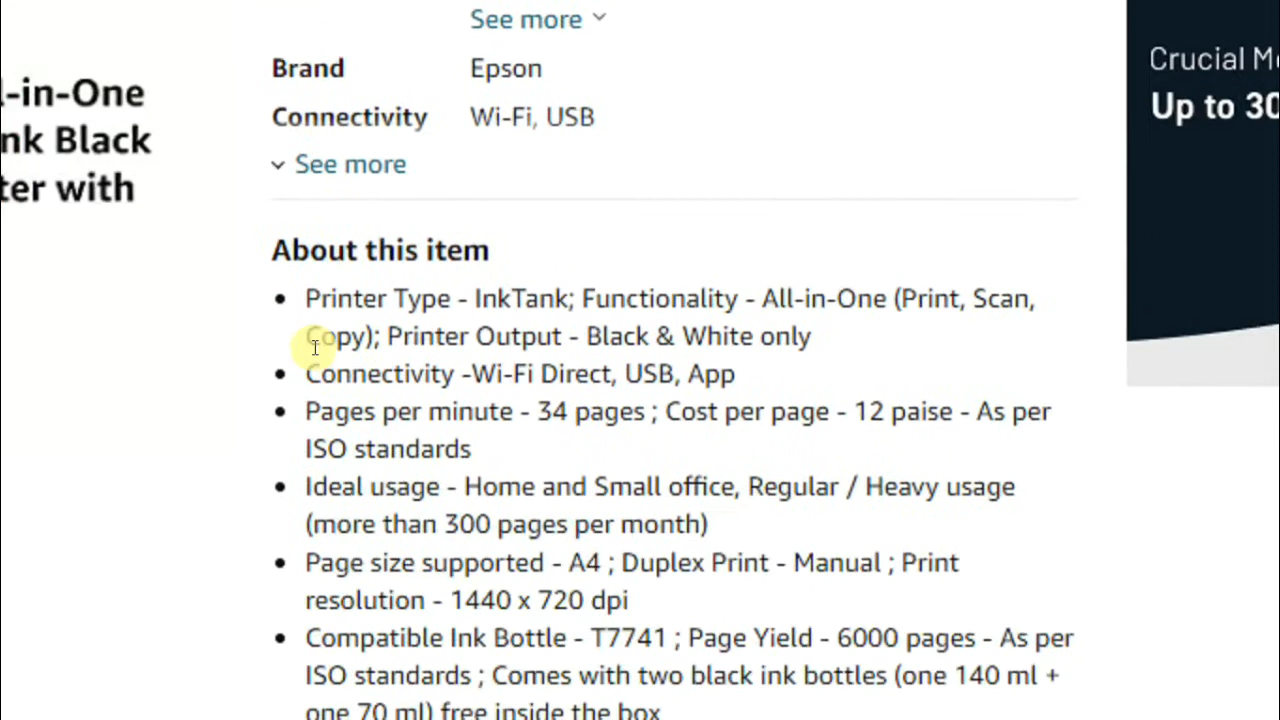 See more
Brand Epson
l-in-One
nk Black
ter with
Connectivity Wi-Fi, USB
See more
About this item
Printer Type - InkTank; Functionality - All-in-One (Print, Scan,
Copy); Printer Output - Black & White only
Connectivity -Wi-Fi Direct, USB, App
Pages per minute - 34 pages ; Cost per page - 12 paise - As per
ISO standards
Ideal usage - Home and Small office, Regular / Heavy usage
(more than 300 pages per month)
Page size supported - A4 ; Duplex Print - Manual ; Print
resolution - 1440 x 720 dpi
Compatible Ink Bottle - T7741 ; Page Yield - 6000 pages - As per
ISO standards ; Comes with two black ink bottles (one 140 ml +
one 70 ml) free inside the box
Crucial M
Up to 30